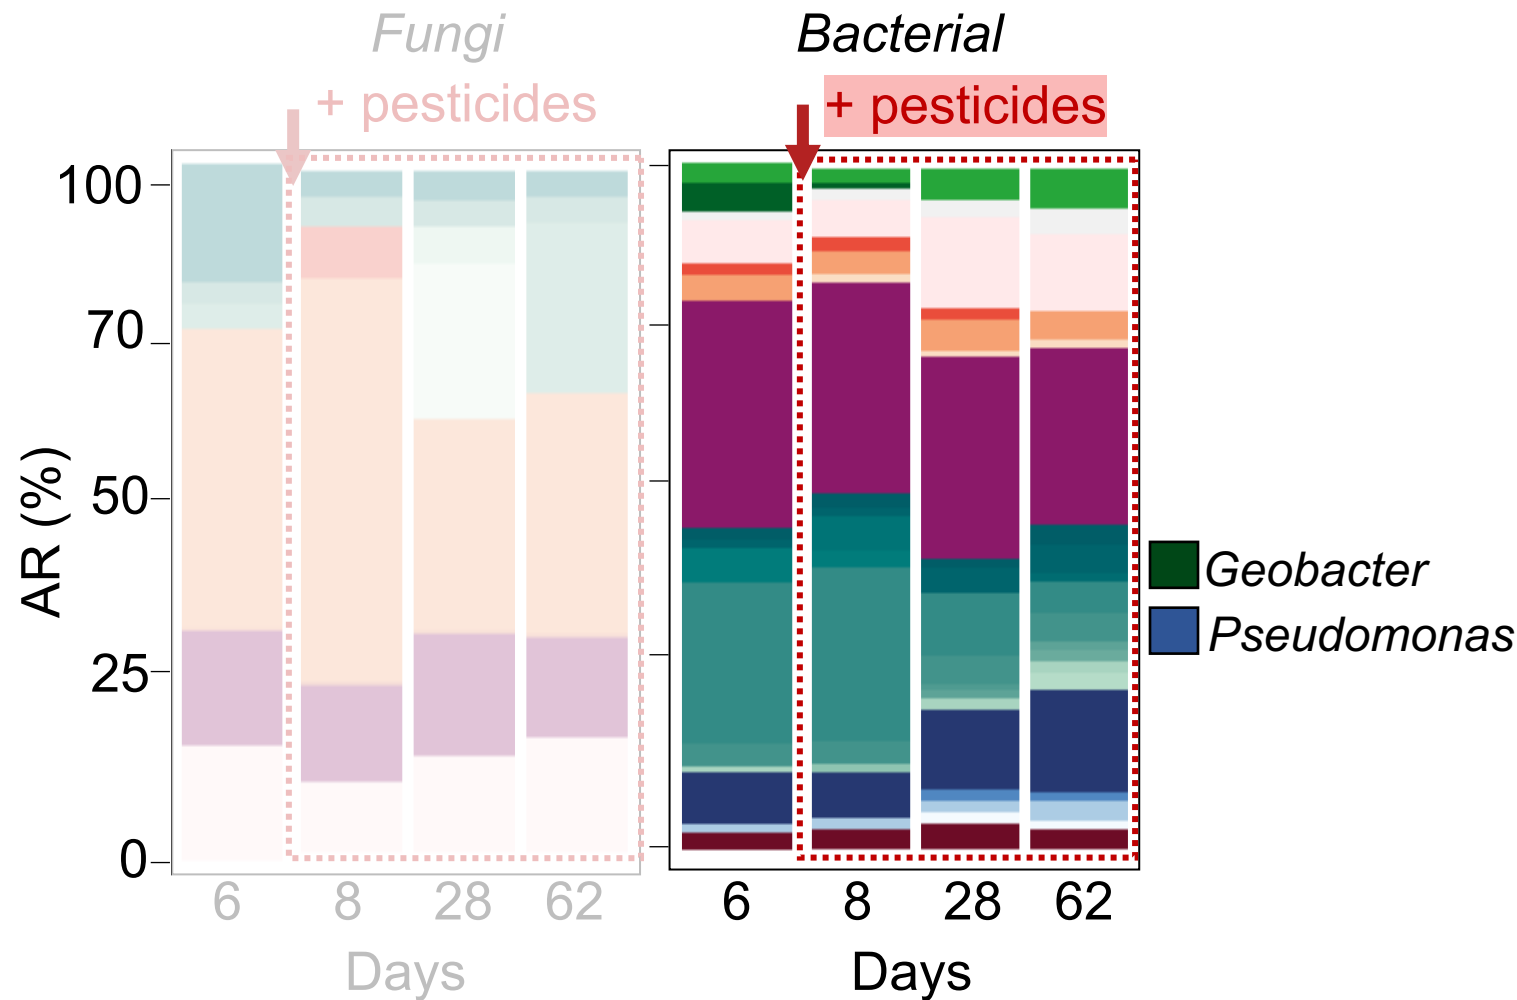 Fungi
Bacterial
+ pesticides
+ pesticides
100
70
50
25
0
AR (%)
Geobacter
Pseudomonas
6 8 28 62
6 8 28 62
Days
Days